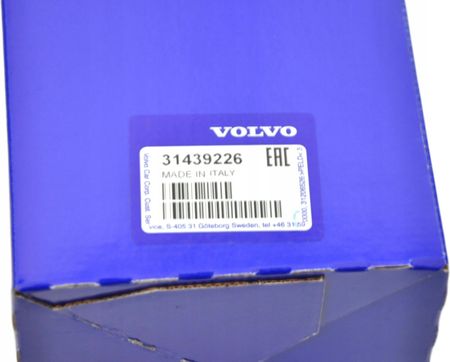 VOLVO
31439226
EAC
MADE IN ITALY
Volvo Car Corp. Cust. Ser
vice, S-405 31 Göteborg Sweden, tel +46 31